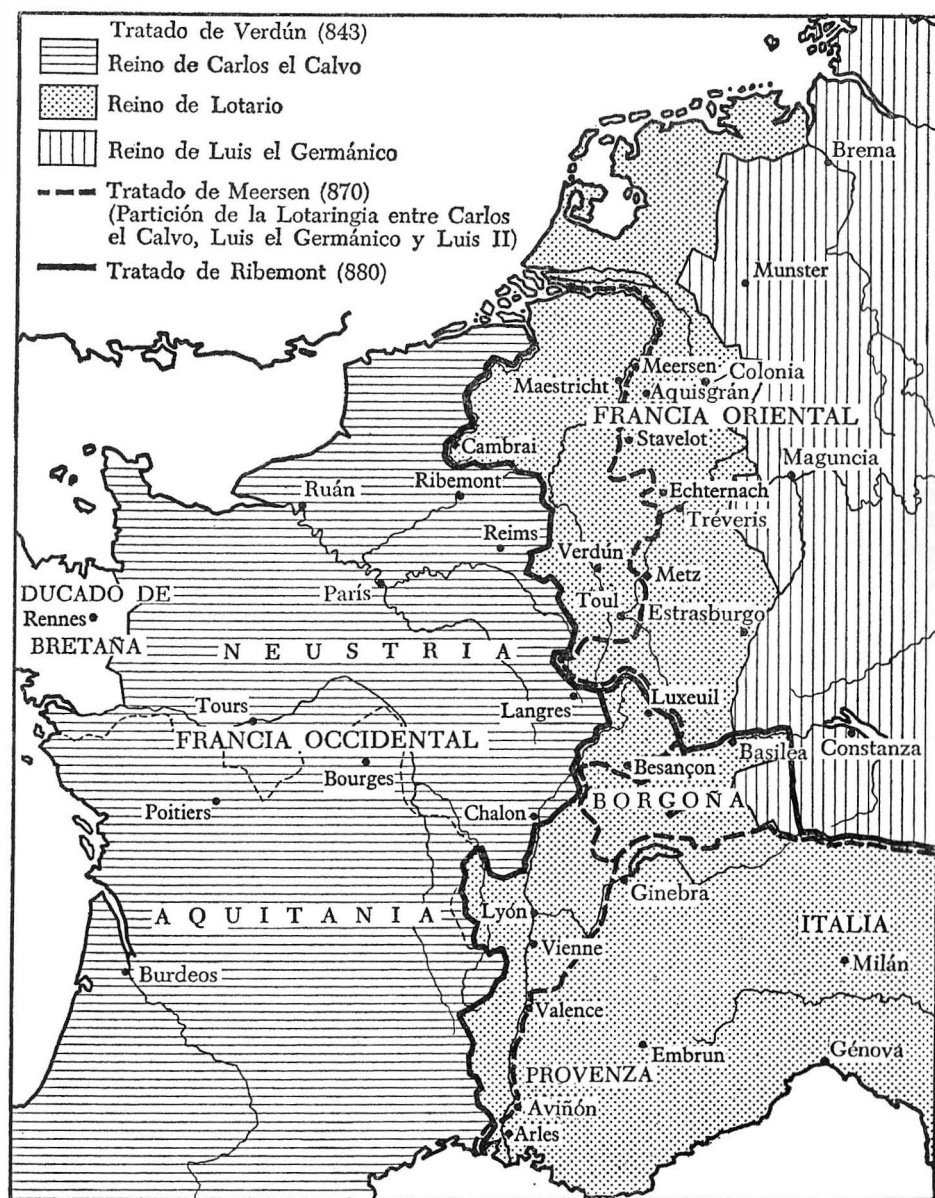 Tratado de Verdún (843)
Reino de Carlos el Calvo
Reino de Lotario
Reino de Luis el Germánico
Tratado de Meersen (870)
(Partición de la Lotaringia entre Carlos
el Calvo, Luis el Germánico y Luis II)
Tratado de Ribemont (880)
Brema
Munster
Meersen
Colonia
Maestricht
Aquisgrán
FRANCIA ORIENTAL
Stavelot
Cambrai
Maguncia
Ruán
Ribemont
Echternach
Tréveris
Reims
Verdún
Metz
DUCADO DE
París
Toul
Estrasburgo
Rennes
BRETAÑA
NEUSTRIA
Tours
Langres
Luxeuil
FRANCIA OCCIDENTAL
Basilea
Constanza
Bourges
Besançon
Poitiers
Chalon
BORGOÑA
Ginebra
AQUITANIA
Lyón
ITALIA
Vienne
Milán
Burdeos
Valence
Embrun
Génova
PROVENZA
Aviñón
Arles